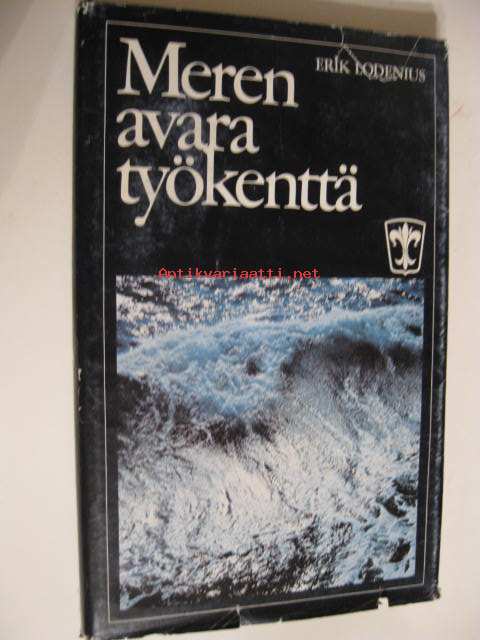 ERIK LODENIUS
Meren
avara
työkenttä
Antikvariaatti.net